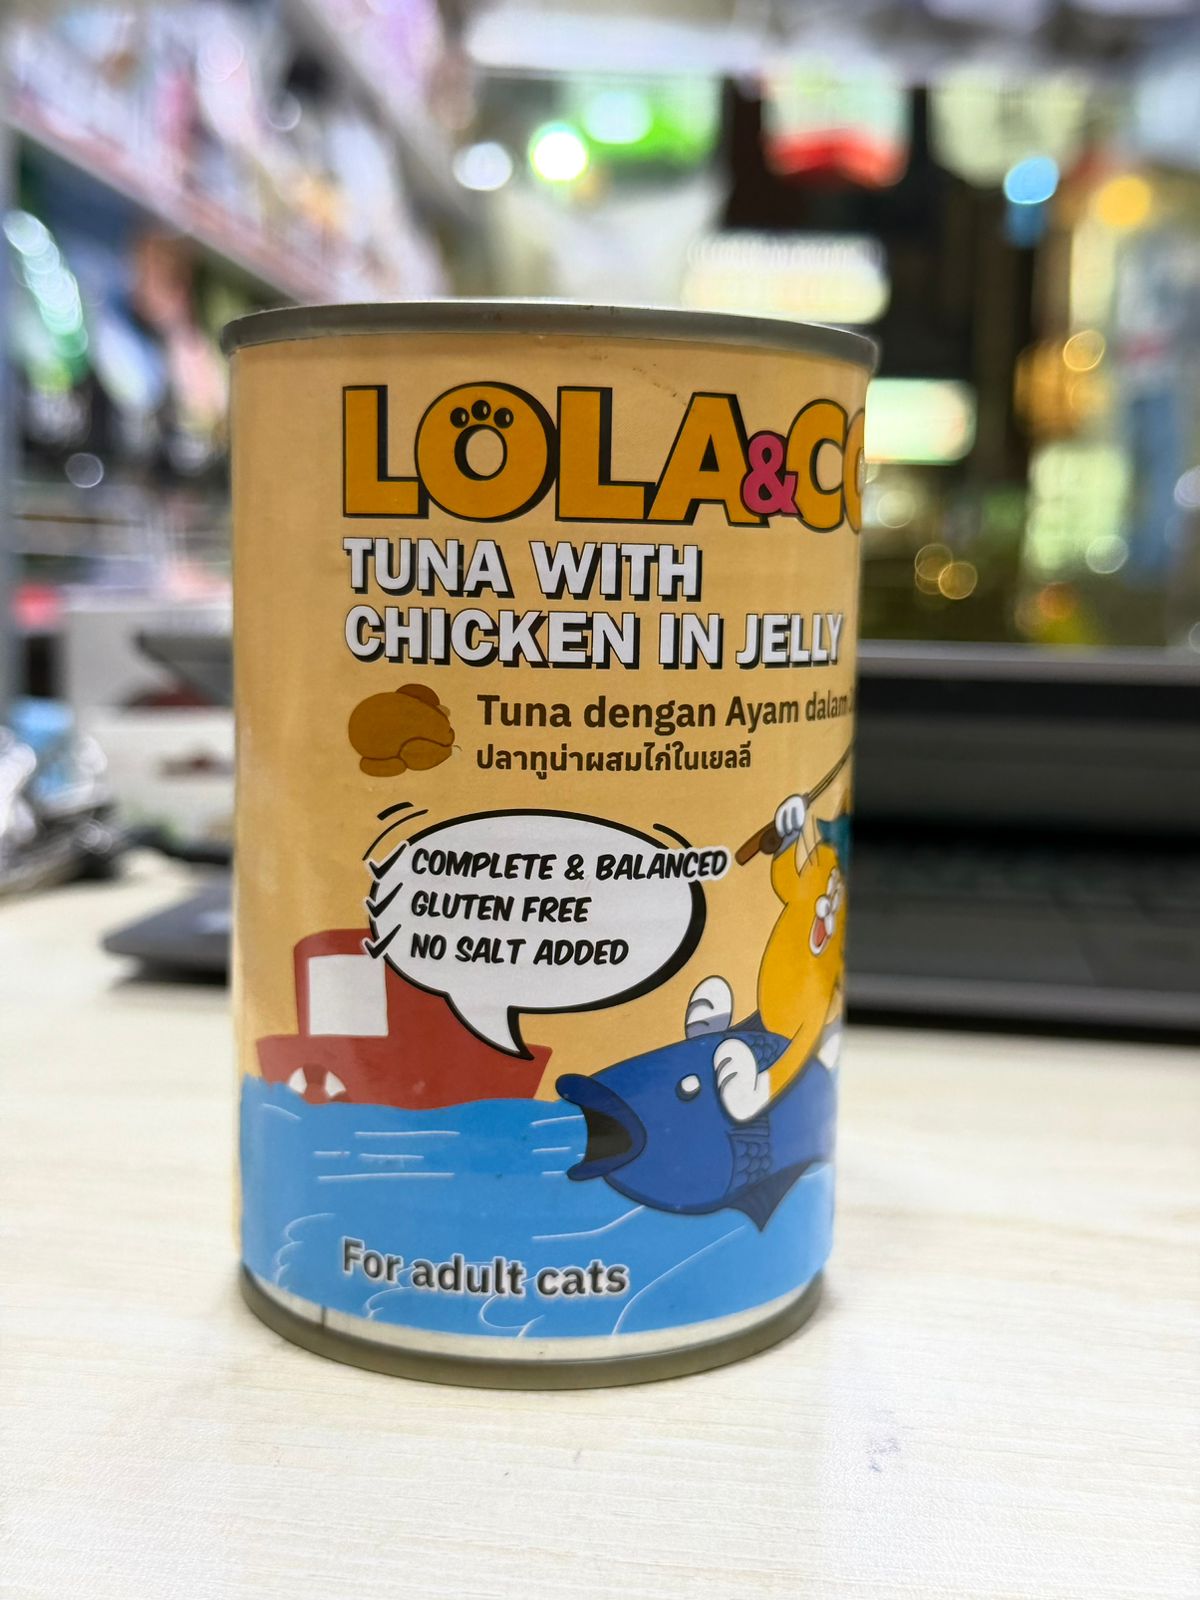 LOLA&CO
TUNA WITH
CHICKEN IN JELLY
Tuna dengan Ayam dalam
ปลาทูน่าผสมไก่ในเยลลี
COMPLETE & BALANCED
GLUTEN FREE
NO SALT ADDED
For adult cats